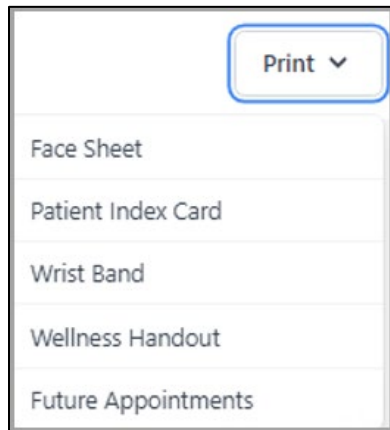 Print
Face Sheet
Patient Index Card
Wrist Band
Wellness Handout
Future Appointments